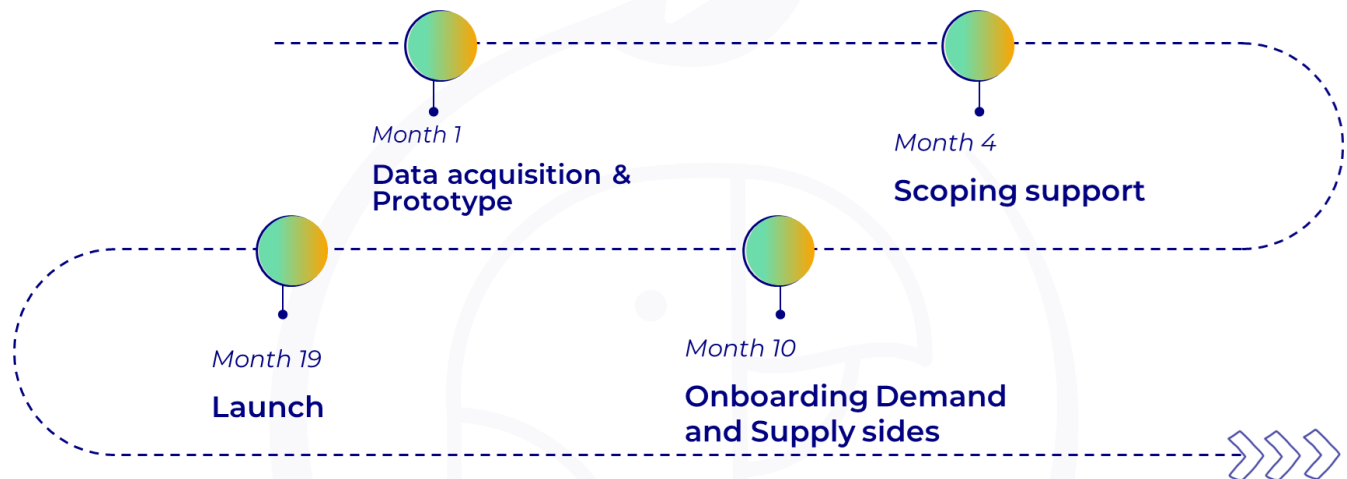 Month 1
Data acquisition &
Prototype
Month 4
Scoping support
Month 10
Onboarding Demand
and Supply sides
Month 19
Launch